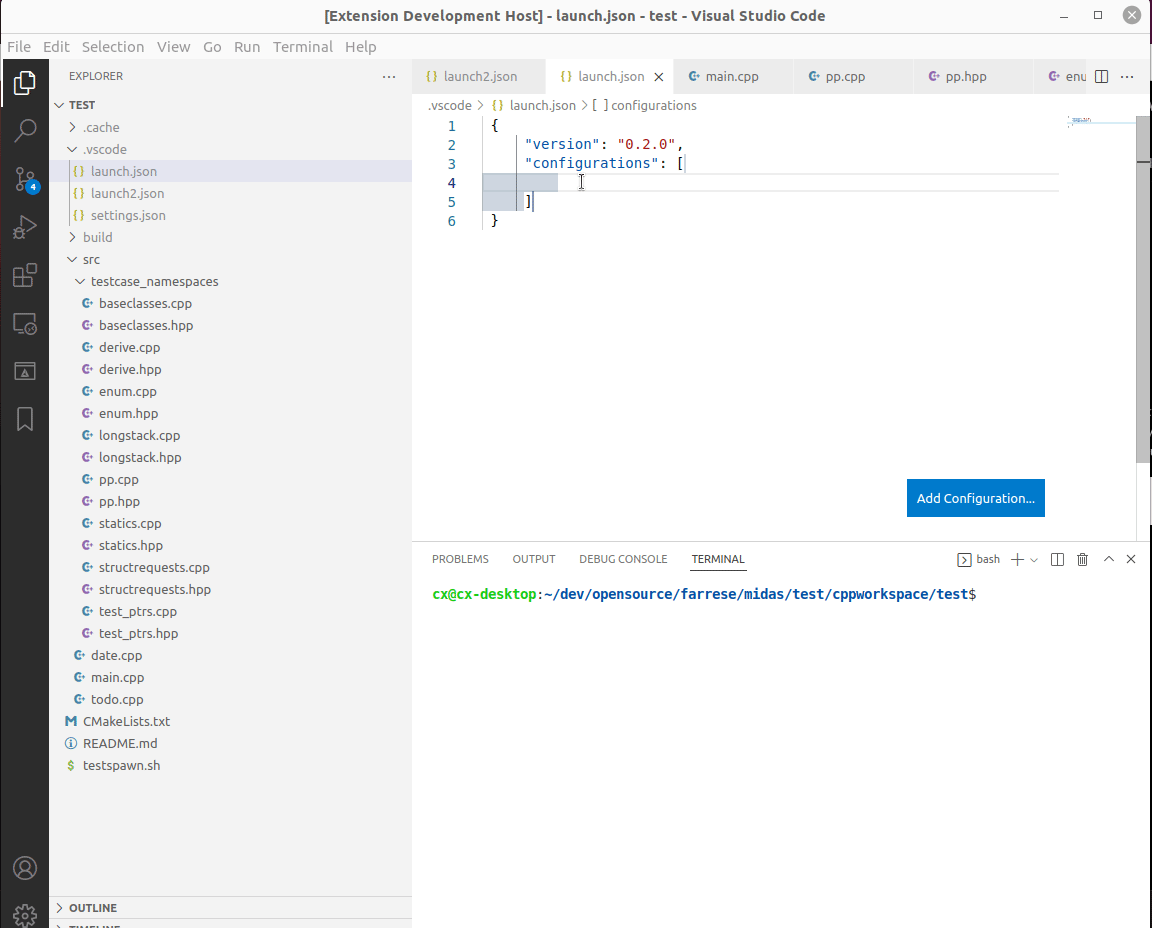 [Extension Development Host] - launch.json - test - Visual Studio Code
File Edit Selection View Go Run Terminal Help
EXPLORER
TEST
.cache
.vscode
launch.json
launch2.json
settings.json
build
src
testcase_namespaces
baseclasses.cpp
baseclasses.hpp
derive.cpp
derive.hpp
enum.cpp
enum.hpp
longstack.cpp
longstack.hpp
pp.cpp
pp.hpp
statics.cpp
statics.hpp
structrequests.cpp
structrequests.hpp
test_ptrs.cpp
test_ptrs.hpp
date.cpp
main.cpp
todo.cpp
CMakeLists.txt
README.md
testspawn.sh
OUTLINE
TIMELINE
4
launch2.json launch.json main.cpp pp.cpp pp.hpp enu
.vscode > {} launch.json > [ ] configurations
1 {
2 "version": "0.2.0",
3 "configurations": [
4
5 ]
6 }
Add Configuration...
PROBLEMS OUTPUT DEBUG CONSOLE TERMINAL bash
cx@cx-desktop:~/dev/opensource/farrese/midas/test/cppworkspace/test$